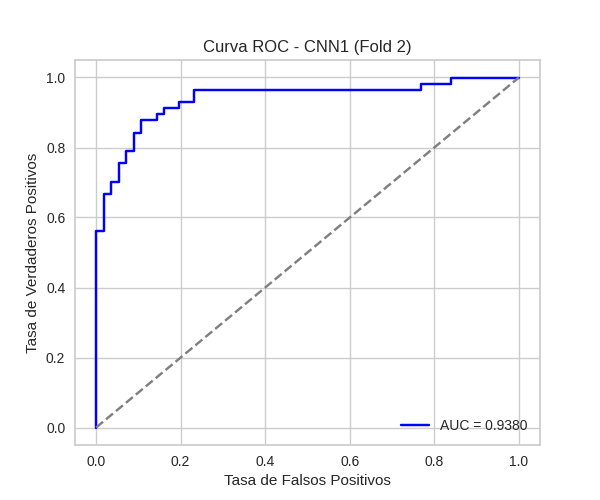 Curva ROC - CNN1 (Fold 2)
1.0
0.8
0.6
0.4
0.2
0.0
Tasa de Verdaderos Positivos
AUC = 0.9380
0.0 0.2 0.4 0.6 0.8 1.0
Tasa de Falsos Positivos